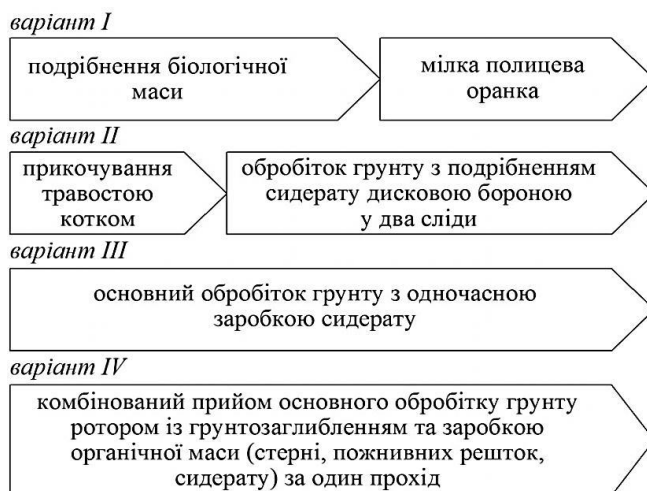 варіант I
подрібнення біологічної
маси
мілка полицева
оранка
варіант II
прикочування
травостою
котком
обробіток грунту з подрібненням
сидерату дисковою бороною
у два сліди
варіант III
основний обробіток грунту з одночасною
заробкою сидерату
варіант IV
комбінований прийом основного обробітку грунту
ротором із грунтозаглибленням та заробкою
органічної маси (стерні, пожнивних решток,
сидерату) за один прохід